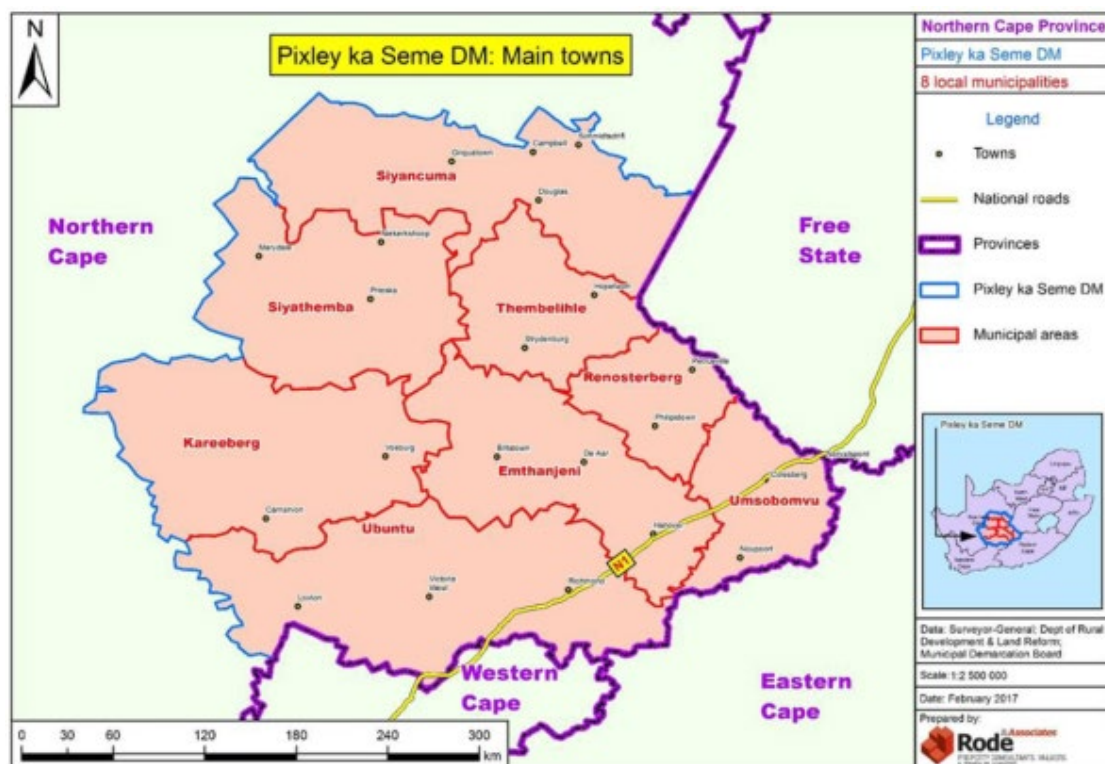 N
Pixley ka Seme DM: Main towns
Northern Cape Province
Pixley ka Seme DM
8 local municipalities
Legend
Towns
National roads
Provinces
Pixley ka Seme DM
Municipal areas
Campbell
Griquatown
Siyancuma
Douglas
Northern
Cape
Free
State
Niekerkshoop
Marydale
Prieska
Siyathemba
Hopetown
Thembelihle
Strydenburg
Petrusville
Renosterberg
Philipstown
Kareeberg
Vosburg
Britstown
De Aar
Emthanjeni
Colesberg
Umsobomvu
Carnarvon
Ubuntu
Hanover
Noupoort
N1
Victoria
West
Richmond
Loxton
Western
Cape
Eastern
Cape
0 30 60 120 180 240 300
km
Pixley ka Seme DM
Data: Surveyor-General; Dept of Rural
Development & Land Reform;
Municipal Demarcation Board
Scale:1:2 500 000
Date: February 2017
Prepared by:
&Associates
Rode